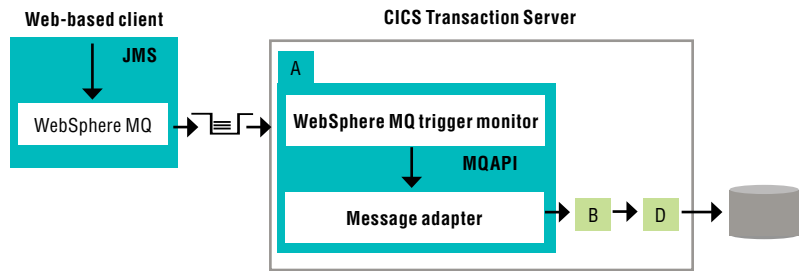 Web-based client
CICS Transaction Server
JMS
A
WebSphere MQ
WebSphere MQ trigger monitor
MQAPI
Message adapter
B
D